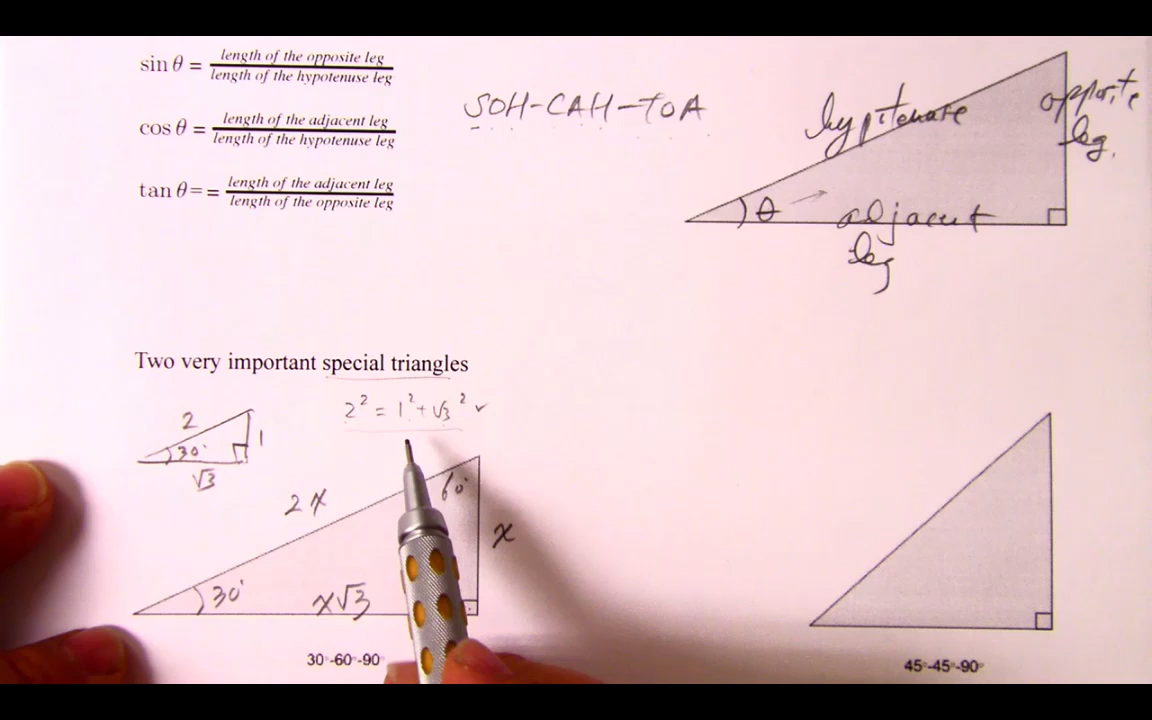 sin θ = length of the opposite leg / length of the hypotenuse leg
cos θ = length of the adjacent leg / length of the hypotenuse leg
tan θ = = length of the adjacent leg / length of the opposite leg
SOH-CAH-TOA
hypitenuse
opposite
leg.
θ
adjacent
leg
Two very important special triangles
2² = 1² + √3² ✓
2
30°
1
√3
2x
60°
x
30°
x√3
30°-60°-90°
45°-45°-90°